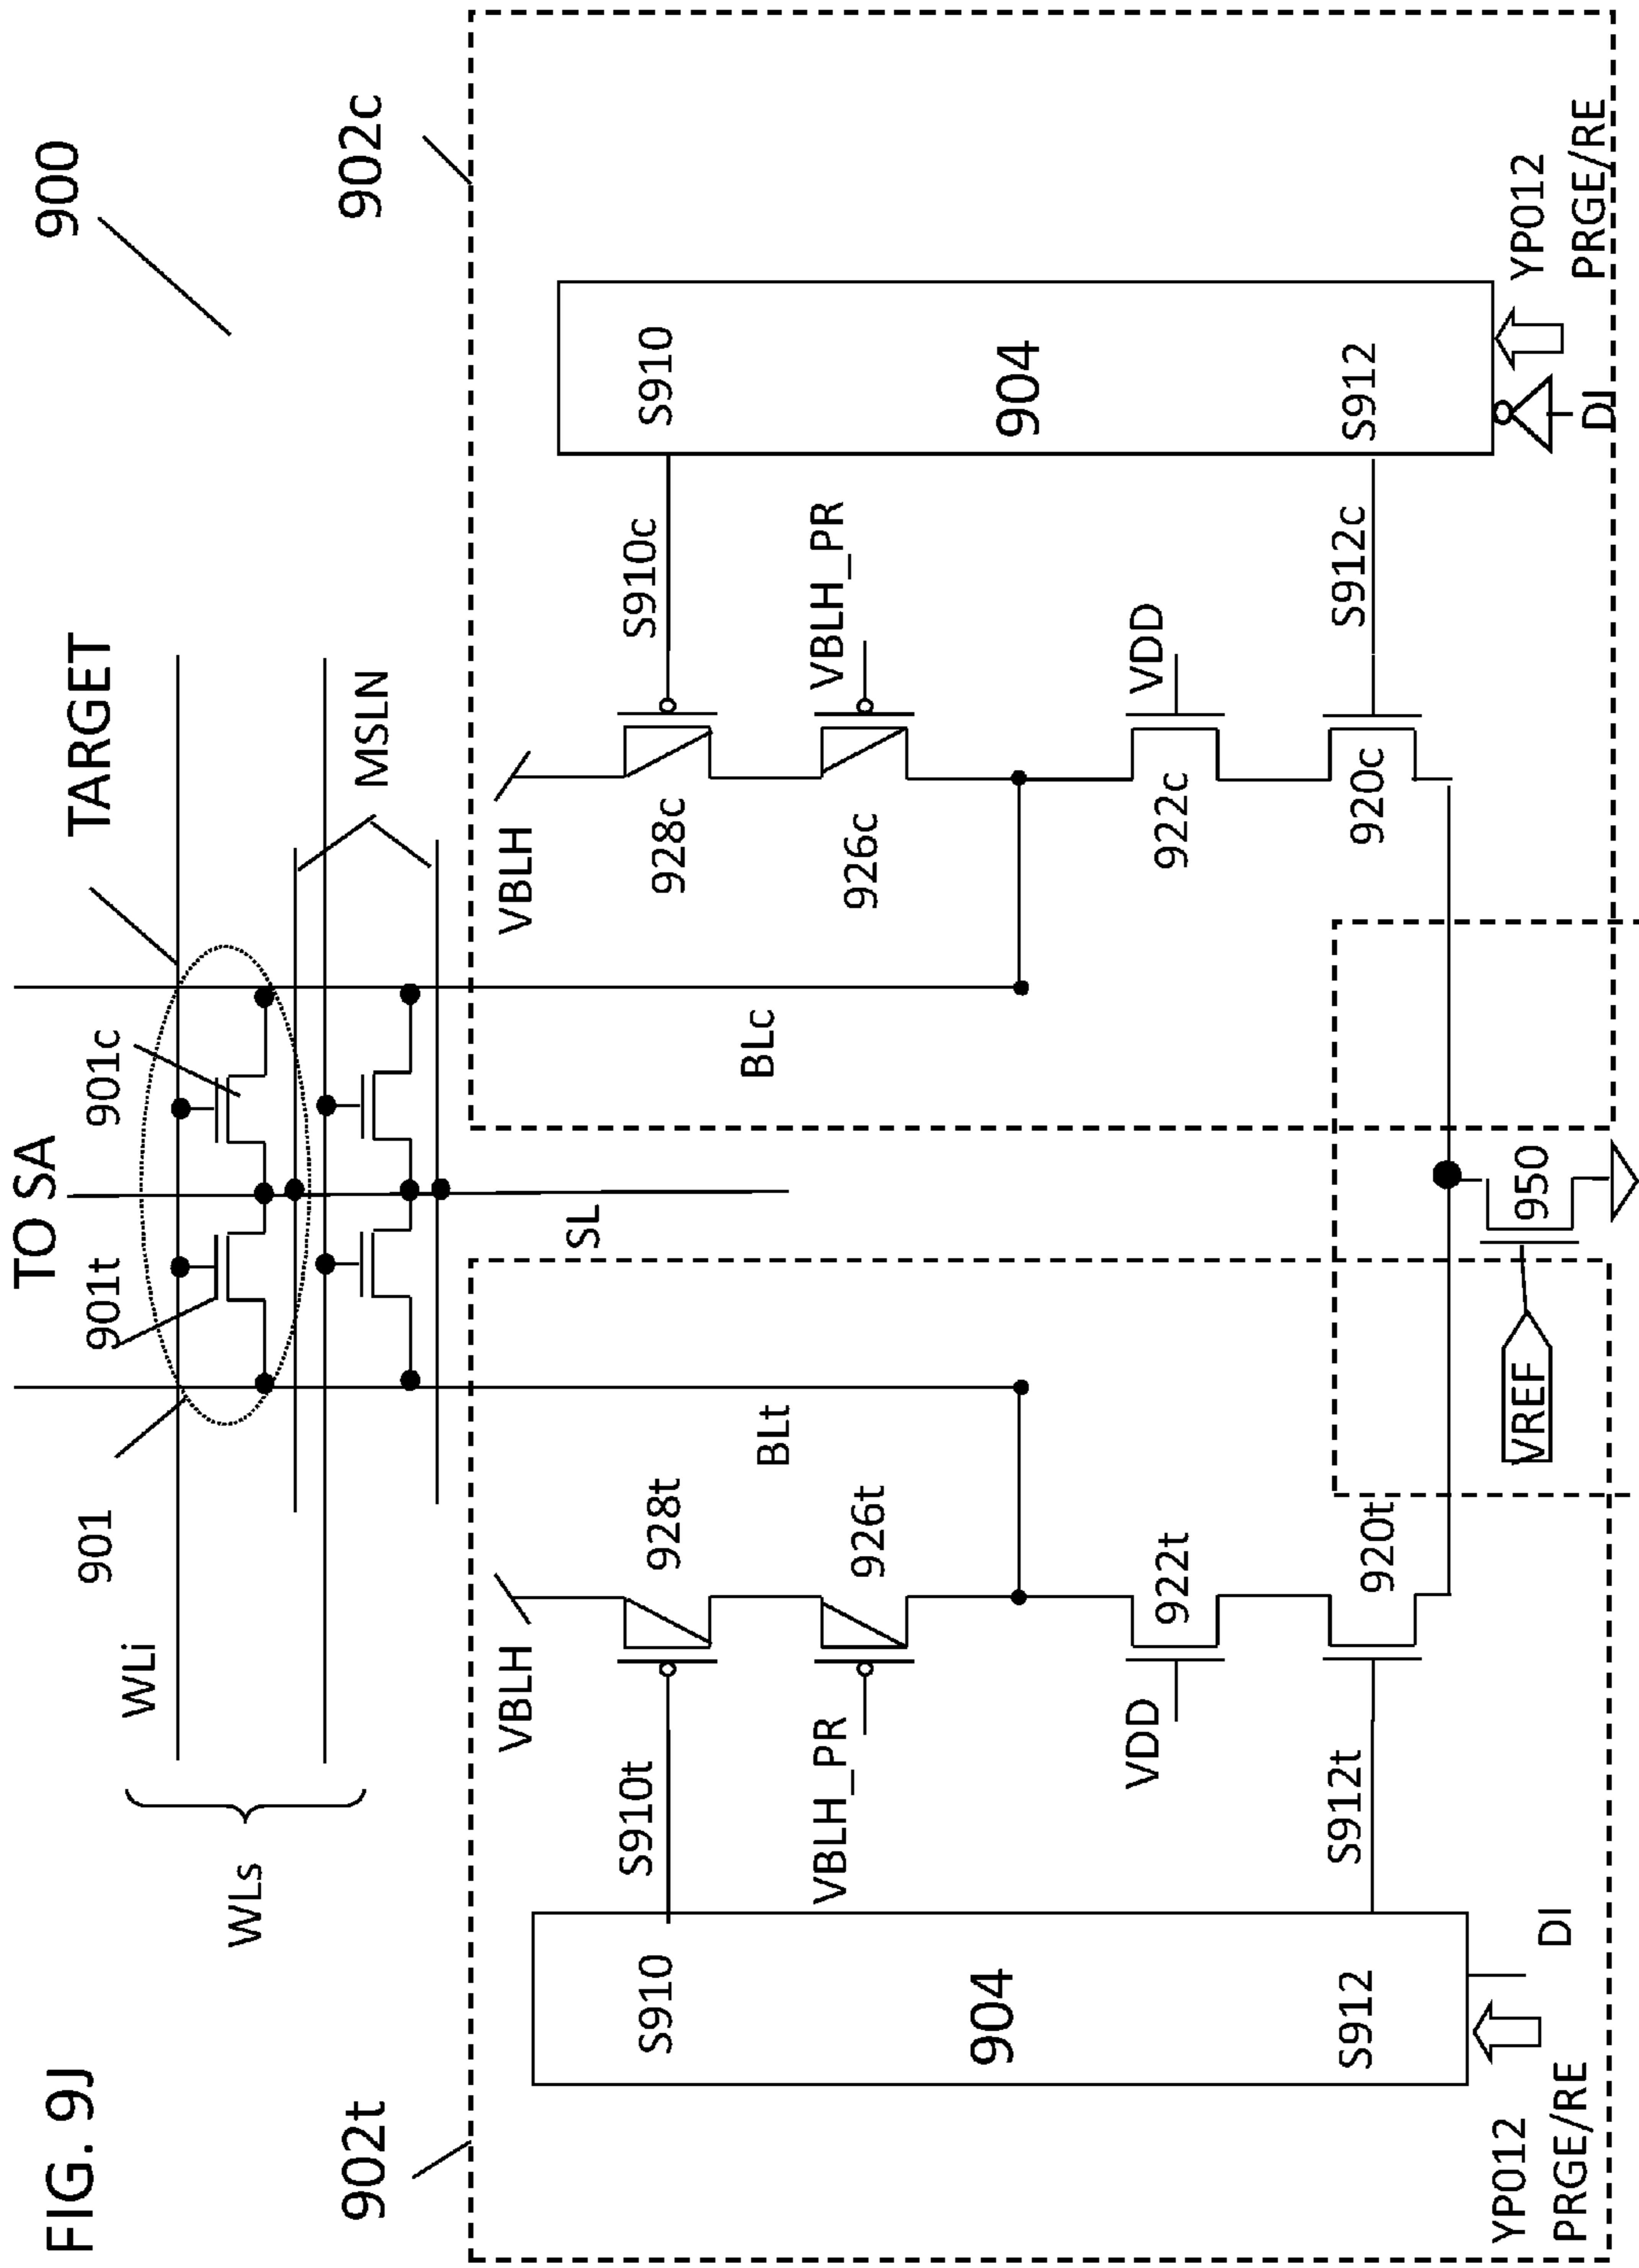 FIG. 9J
900
TO SA
TARGET
901
901t
901c
WLi
WLs
MSLN
SL
902t
902c
VBLH
VBLH
928t
928c
S910
S910t
S910c
S910
VBLH_PR
926t
BLt
BLc
926c
VBLH_PR
904
904
VDD
922t
922c
VDD
S912
S912t
920t
920c
S912c
S912
VREF
950
YP012
PRGE/RE
DI
DI
YP012
PRGE/RE